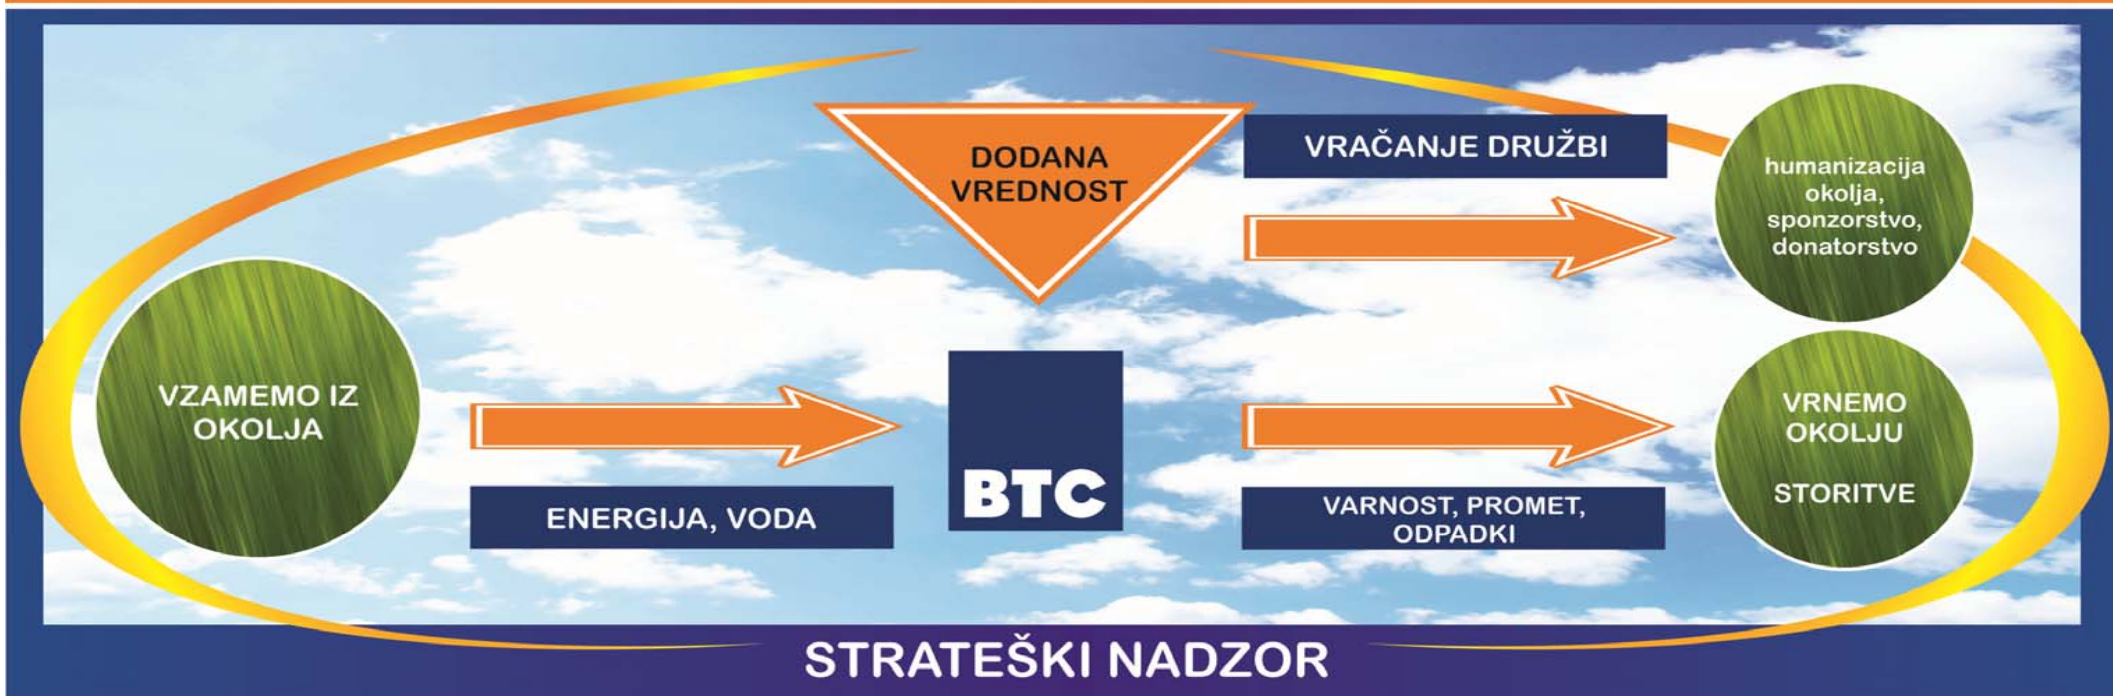 DODANA
VREDNOST
VRAČANJE DRUŽBI
humanizacija
okolja,
sponzorstvo,
donatorstvo
VZAMEMO IZ
OKOLJA
ENERGIJA, VODA
BTC
VARNOST, PROMET,
ODPADKI
VRNEMO
OKOLJU
STORITVE
STRATEŠKI NADZOR